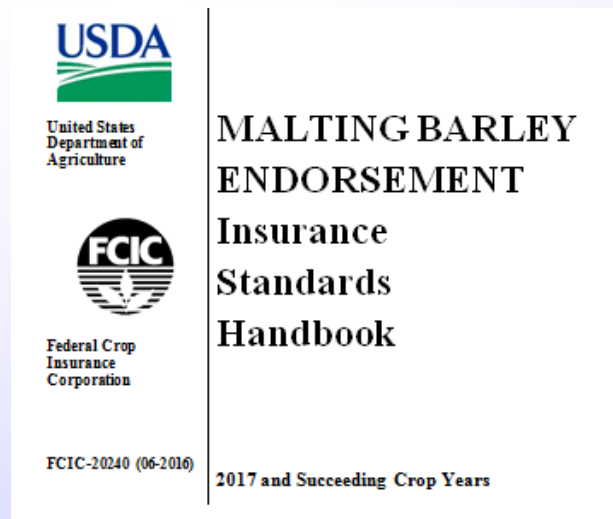 USDA
United States
Department of
Agriculture
FCIC
Federal Crop
Insurance
Corporation
FCIC-20240 (06-2016)
MALTING BARLEY
ENDORSEMENT
Insurance
Standards
Handbook
2017 and Succeeding Crop Years